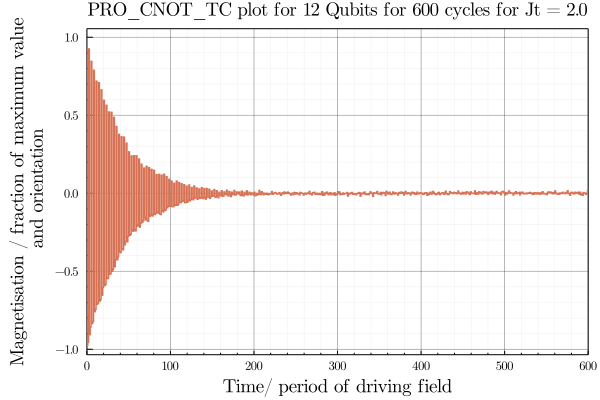 PRO_CNOT_TC plot for 12 Qubits for 600 cycles for Jt = 2.0
Magnetisation / fraction of maximum value
and orientation
1.0
0.5
0.0
−0.5
−1.0
0 100 200 300 400 500 600
Time/ period of driving field